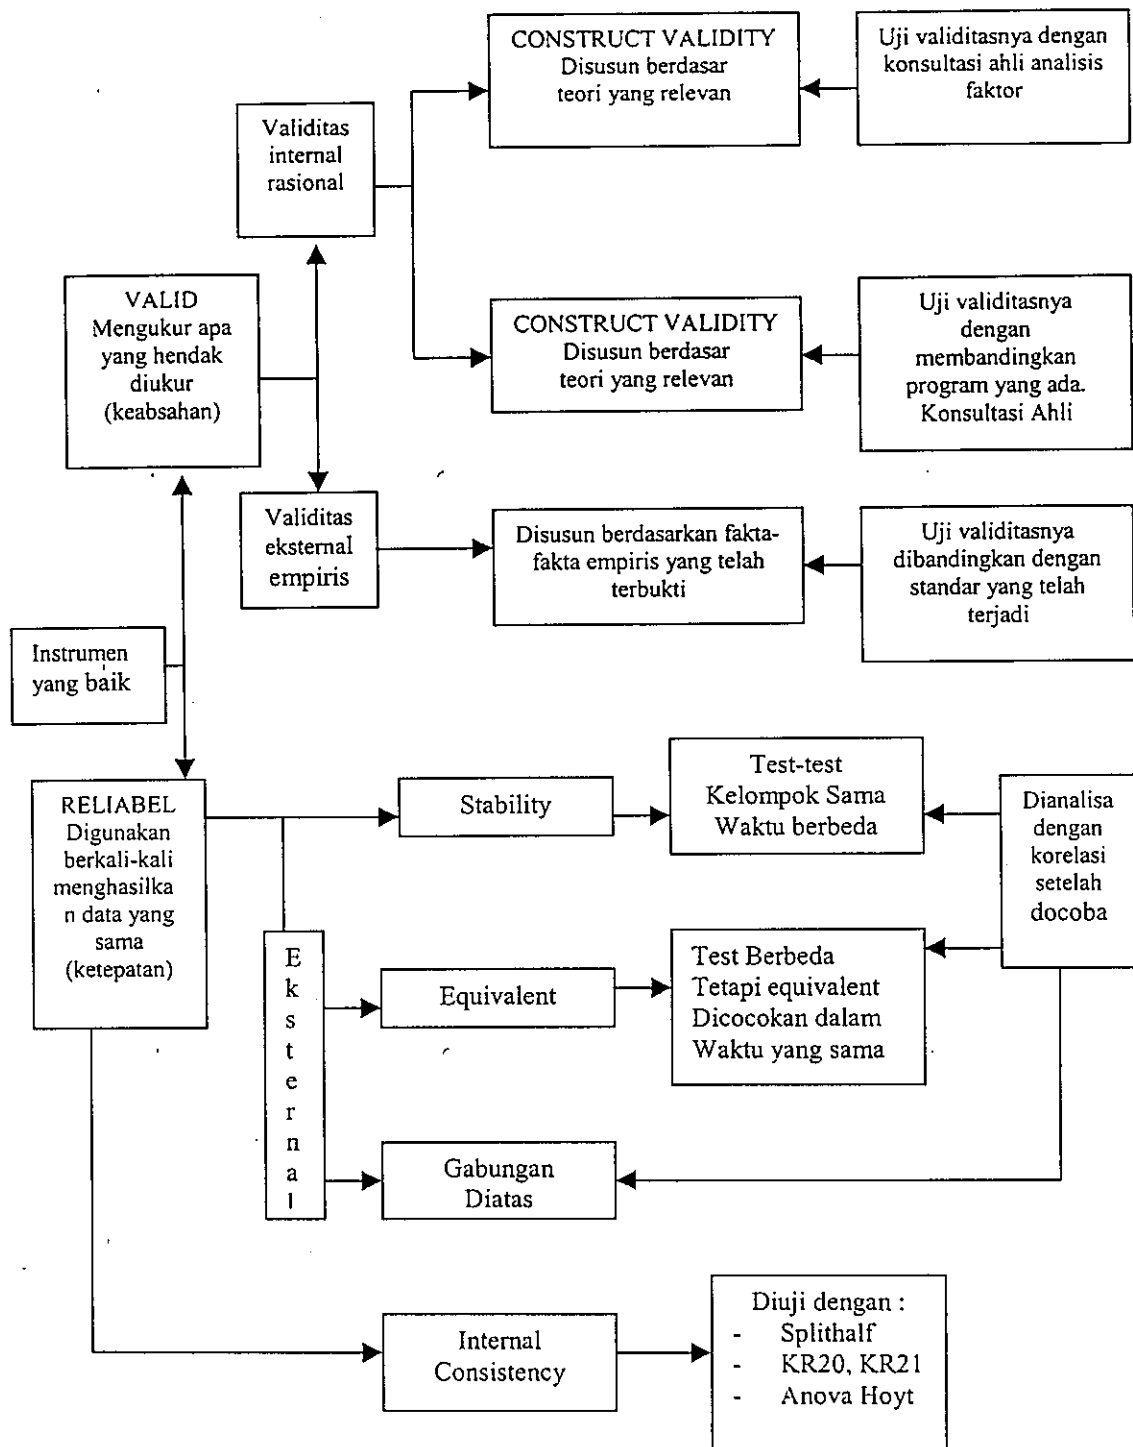 CONSTRUCT VALIDITY
Disusun berdasar
teori yang relevan
Uji validitasnya dengan
konsultasi ahli analisis
faktor
Validitas
internal
rasional
VALID
Mengukur apa
yang hendak
diukur
(keabsahan)
CONSTRUCT VALIDITY
Disusun berdasar
teori yang relevan
Uji validitasnya
dengan
membandingkan
program yang ada.
Konsultasi Ahli
Validitas
eksternal
empiris
Disusun berdasarkan fakta-
fakta empiris yang telah
terbukti
Uji validitasnya
dibandingkan dengan
standar yang telah
terjadi
Instrumen
yang baik
RELIABEL
Digunakan
berkali-kali
menghasilka
n data yang
sama
(ketepatan)
Stability
Test-test
Kelompok Sama
Waktu berbeda
Dianalisa
dengan
korelasi
setelah
docoba
E
k
s
t
e
r
n
a
l
Equivalent
Test Berbeda
Tetapi equivalent
Dicocokan dalam
Waktu yang sama
Gabungan
Diatas
Internal
Consistency
Diuji dengan :
- Splithalf
- KR20, KR21
- Anova Hoyt